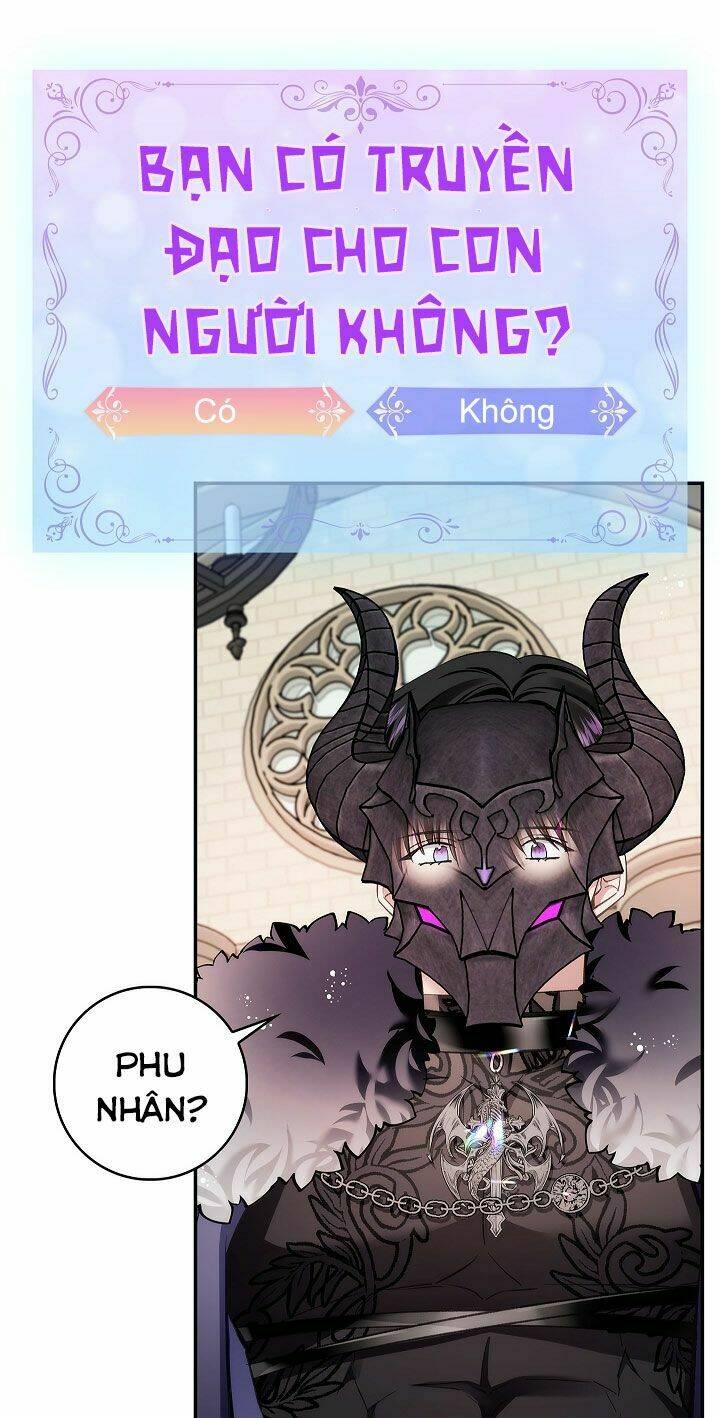 BẠN CÓ TRUYỀN
ĐẠO CHO CON
NGƯỜI KHÔNG?
Có
Không
PHU
NHÂN?